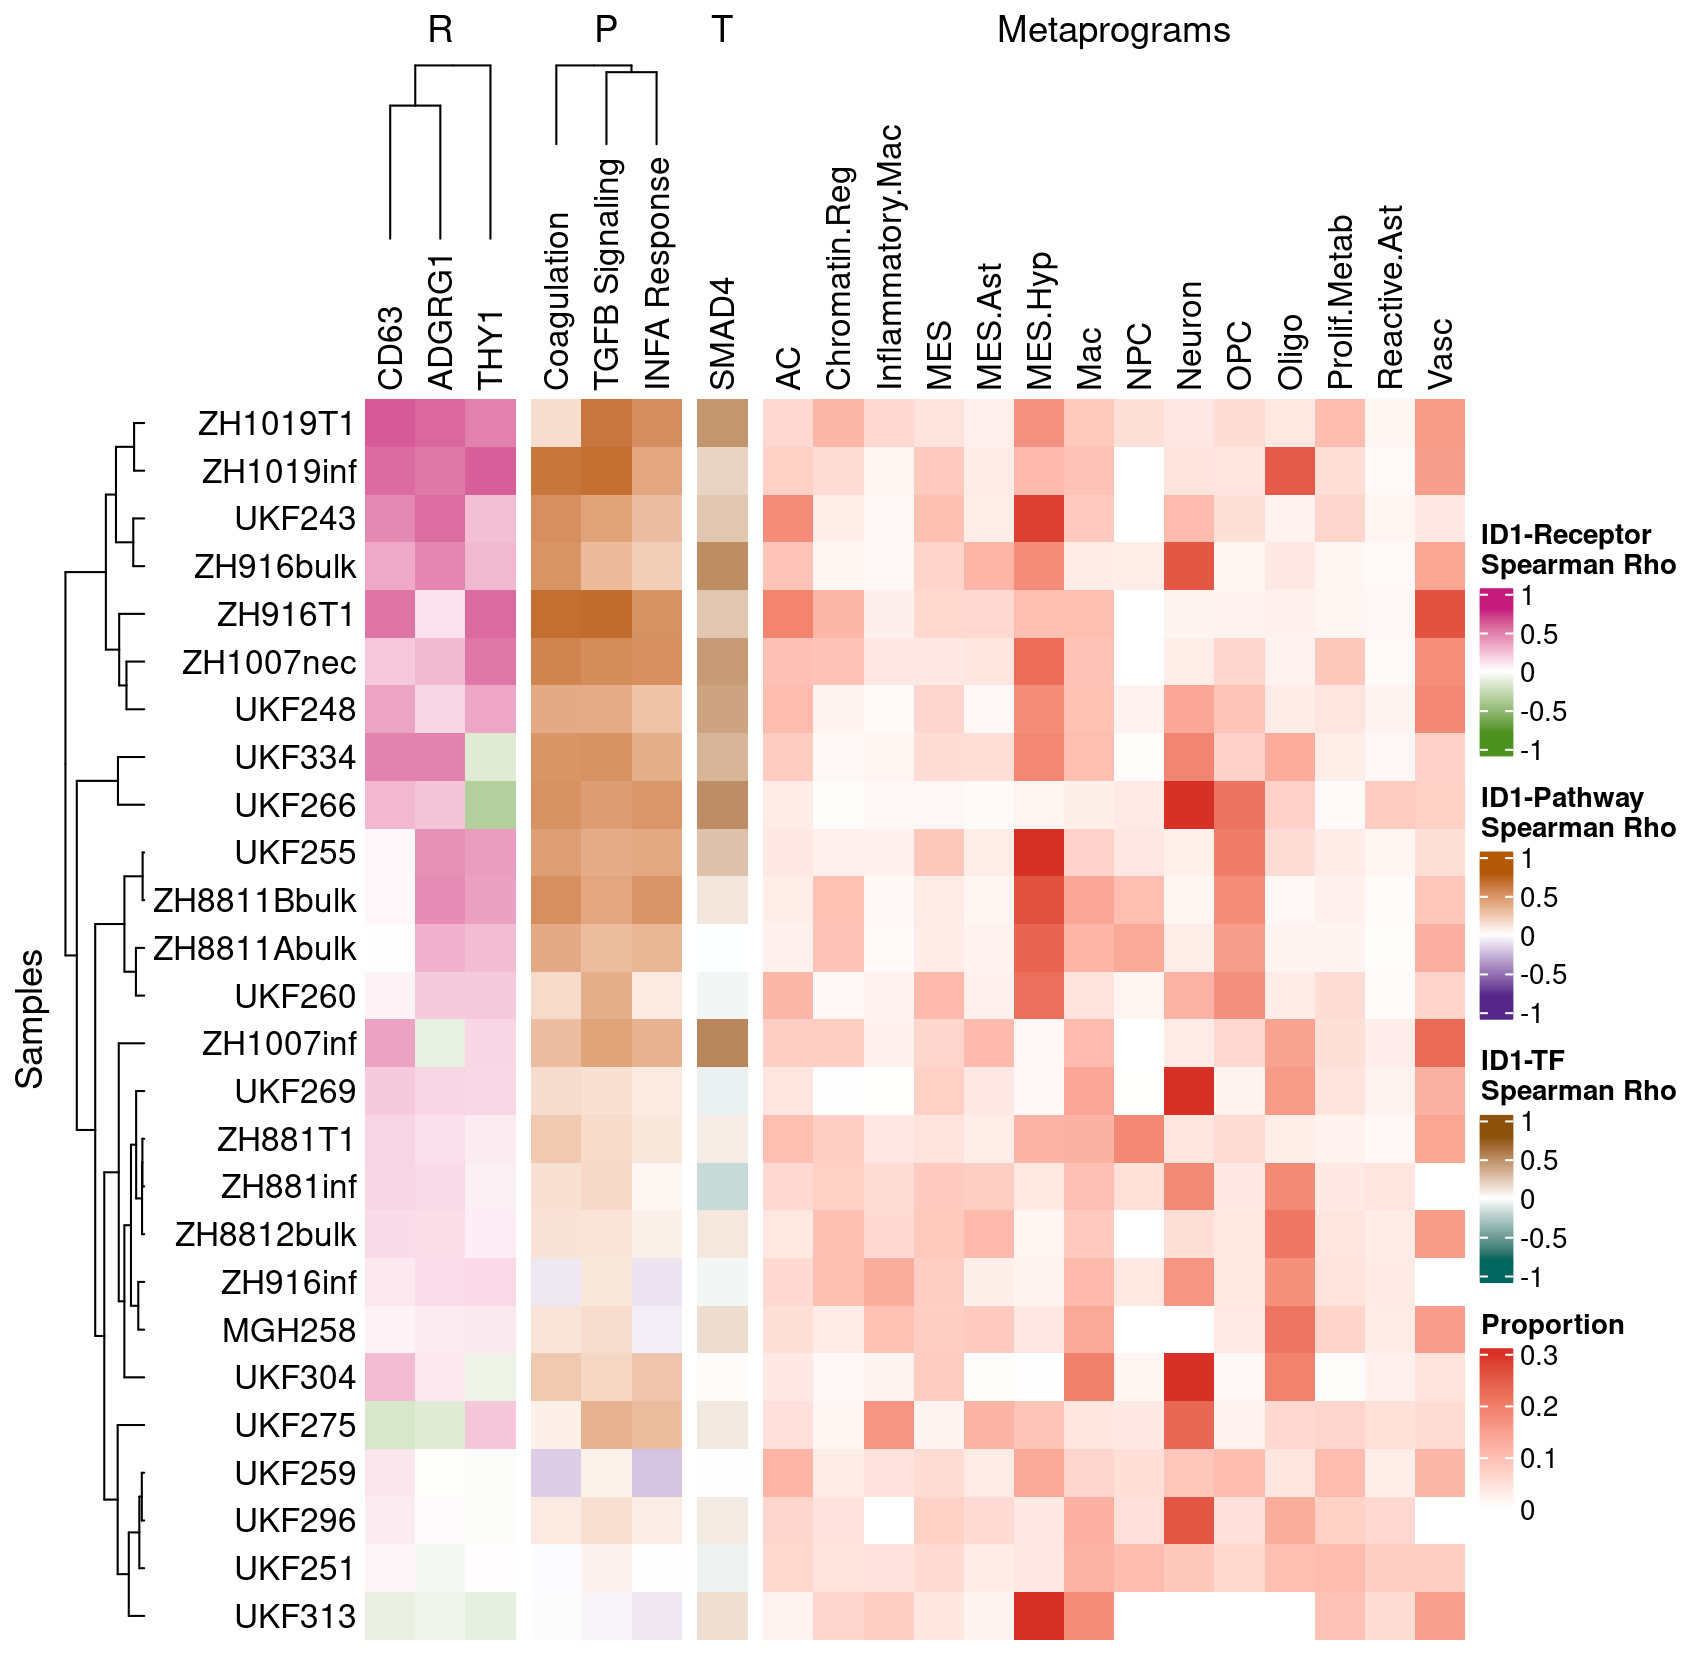 R
P
T
Metaprograms
CD63
ADGRG1
THY1
Coagulation
TGFB Signaling
INFA Response
SMAD4
AC
Chromatin.Reg
Inflammatory.Mac
MES
MES.Ast
MES.Hyp
Mac
NPC
Neuron
OPC
Oligo
Prolif.Metab
Reactive.Ast
Vasc
Samples
ZH1019T1
ZH1019inf
UKF243
ZH916bulk
ZH916T1
ZH1007nec
UKF248
UKF334
UKF266
UKF255
ZH8811Bbulk
ZH8811Abulk
UKF260
ZH1007inf
UKF269
ZH881T1
ZH881inf
ZH8812bulk
ZH916inf
MGH258
UKF304
UKF275
UKF259
UKF296
UKF251
UKF313
ID1-Receptor
Spearman Rho
1
0.5
0
-0.5
-1
ID1-Pathway
Spearman Rho
1
0.5
0
-0.5
-1
ID1-TF
Spearman Rho
1
0.5
0
-0.5
-1
Proportion
0.3
0.2
0.1
0